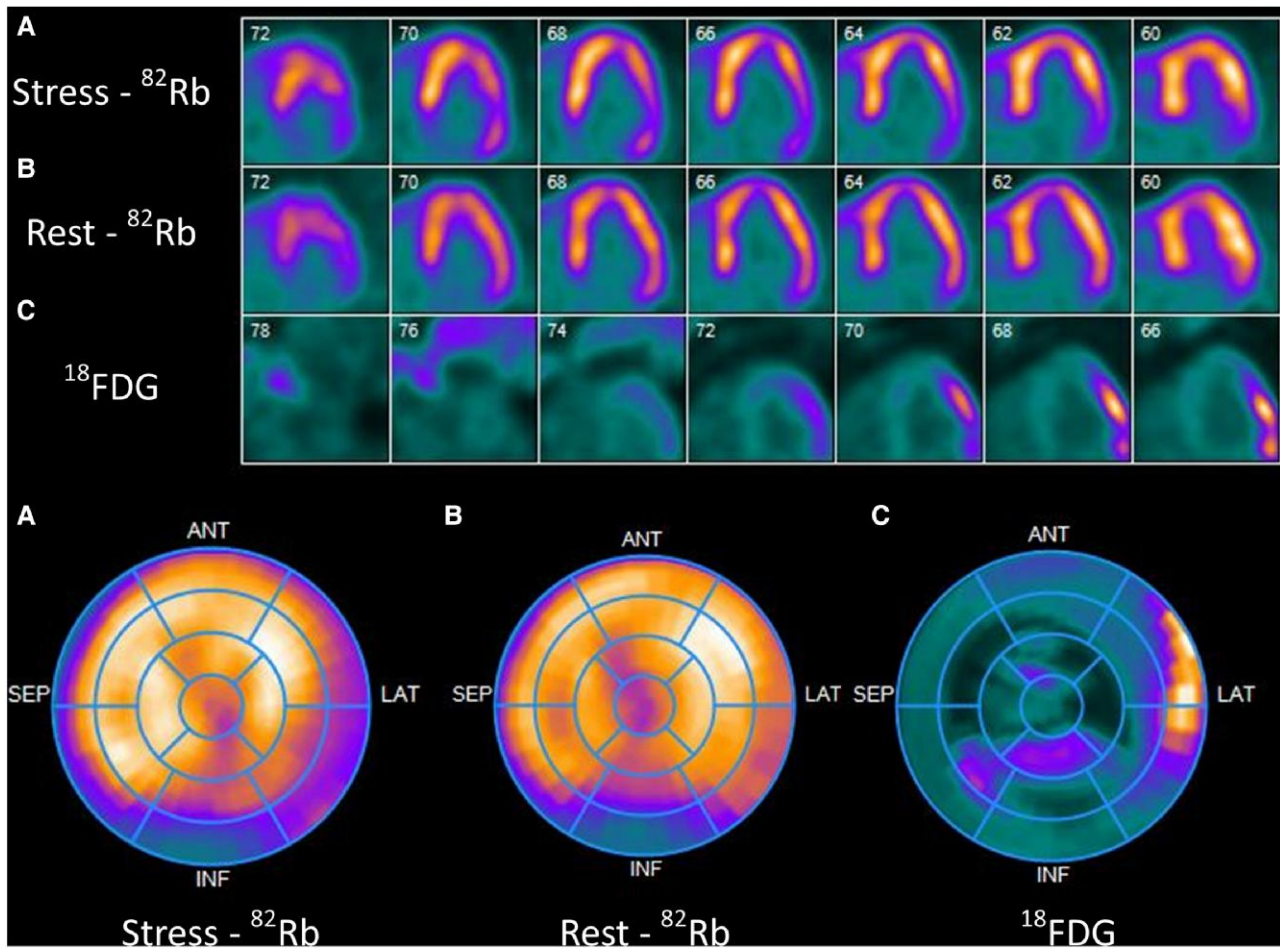 A
Stress - ⁸²Rb
72 70 68 66 64 62 60
B
Rest - ⁸²Rb
72 70 68 66 64 62 60
C
¹⁸FDG
78 76 74 72 70 68 66
A
ANT
SEP
LAT
INF
Stress - ⁸²Rb
B
ANT
SEP
LAT
INF
Rest - ⁸²Rb
C
ANT
SEP
LAT
INF
¹⁸FDG